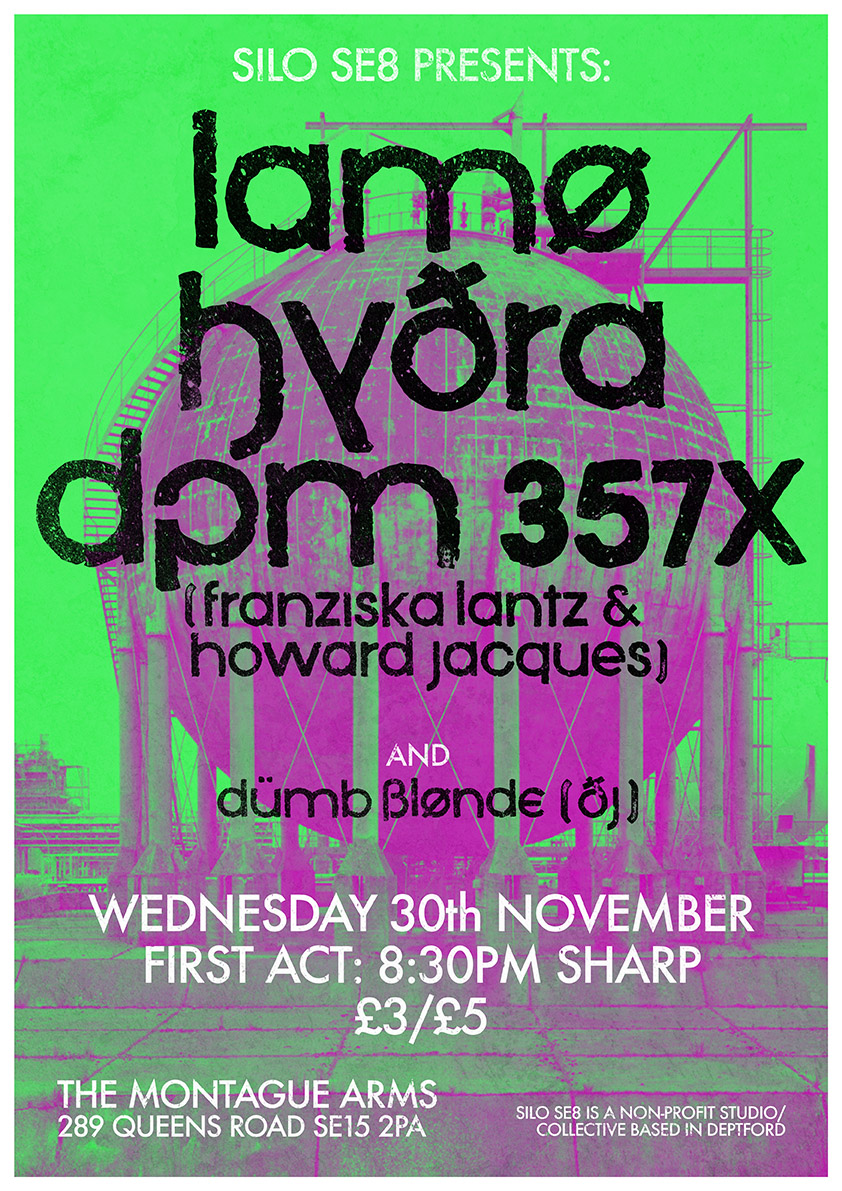 SILO SE8 PRESENTS:
lamø
hyðra
dpm 357X
(franziska lantz &
howard jacques)
AND
dümb ßlønde (ðj)
WEDNESDAY 30th NOVEMBER
FIRST ACT: 8:30PM SHARP
£3/£5
THE MONTAGUE ARMS
289 QUEENS ROAD SE15 2PA
SILO SE8 IS A NON-PROFIT STUDIO/
COLLECTIVE BASED IN DEPTFORD